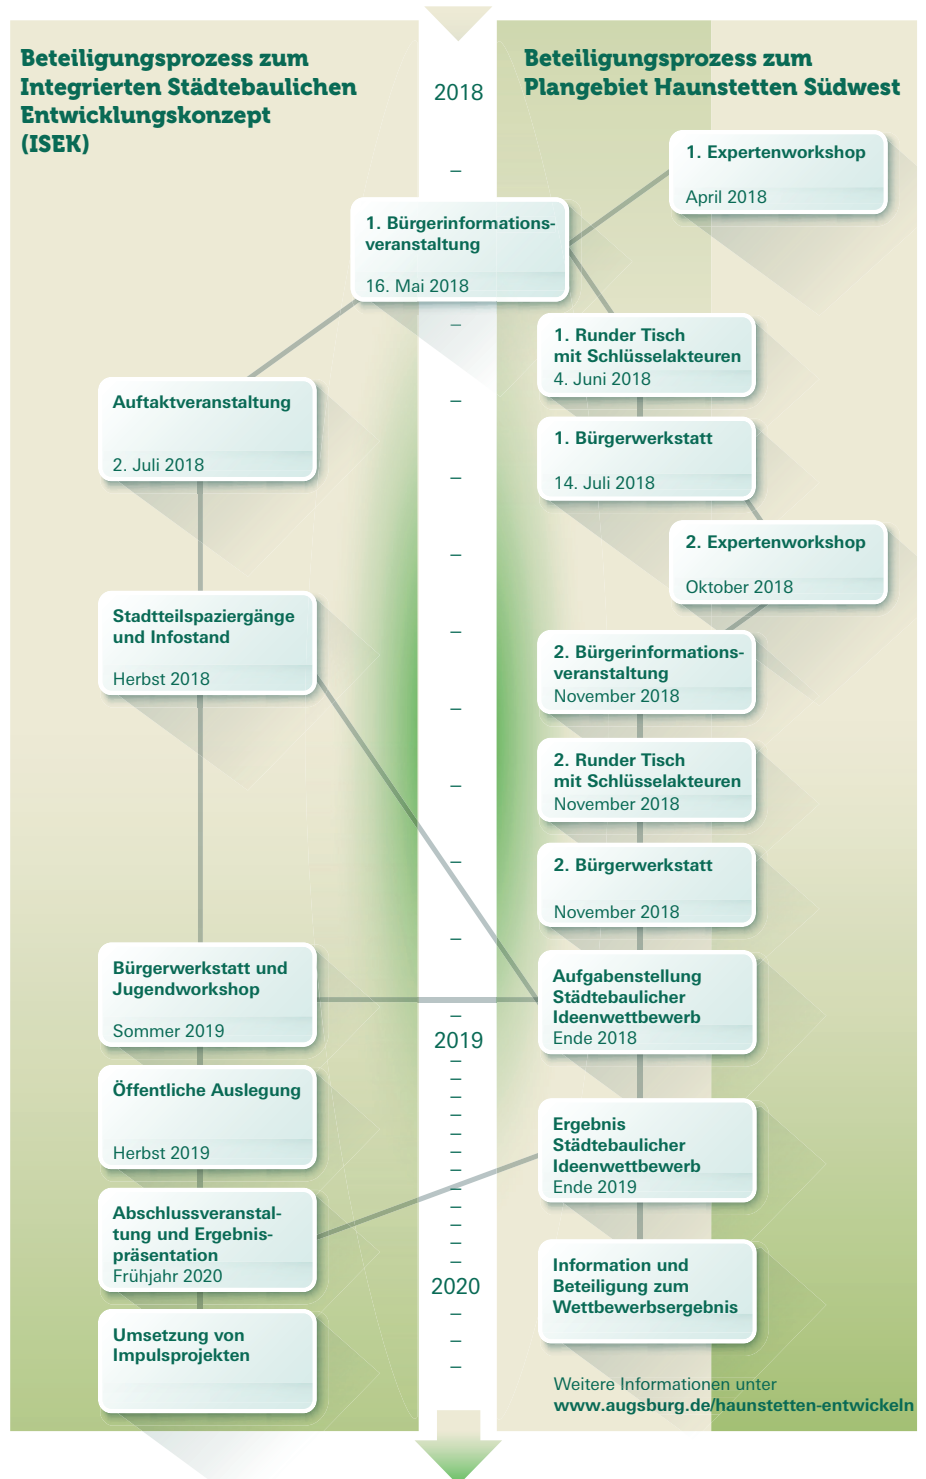 Beteiligungsprozess zum
Integrierten Städtebaulichen
Entwicklungskonzept
(ISEK)
Beteiligungsprozess zum
Plangebiet Haunstetten Südwest
2018
1. Expertenworkshop
April 2018
1. Bürgerinformations-
veranstaltung
16. Mai 2018
1. Runder Tisch
mit Schlüsselakteuren
4. Juni 2018
Auftaktveranstaltung
2. Juli 2018
1. Bürgerwerkstatt
14. Juli 2018
2. Expertenworkshop
Oktober 2018
Stadtteilspaziergänge
und Infostand
Herbst 2018
2. Bürgerinformations-
veranstaltung
November 2018
2. Runder Tisch
mit Schlüsselakteuren
November 2018
2. Bürgerwerkstatt
November 2018
Bürgerwerkstatt und
Jugendworkshop
Sommer 2019
Aufgabenstellung
Städtebaulicher
Ideenwettbewerb
Ende 2018
2019
Öffentliche Auslegung
Herbst 2019
Ergebnis
Städtebaulicher
Ideenwettbewerb
Ende 2019
Abschlussveranstal-
tung und Ergebnis-
präsentation
Frühjahr 2020
2020
Information und
Beteiligung zum
Wettbewerbsergebnis
Umsetzung von
Impulsprojekten
Weitere Informationen unter
www.augsburg.de/haunstetten-entwickeln